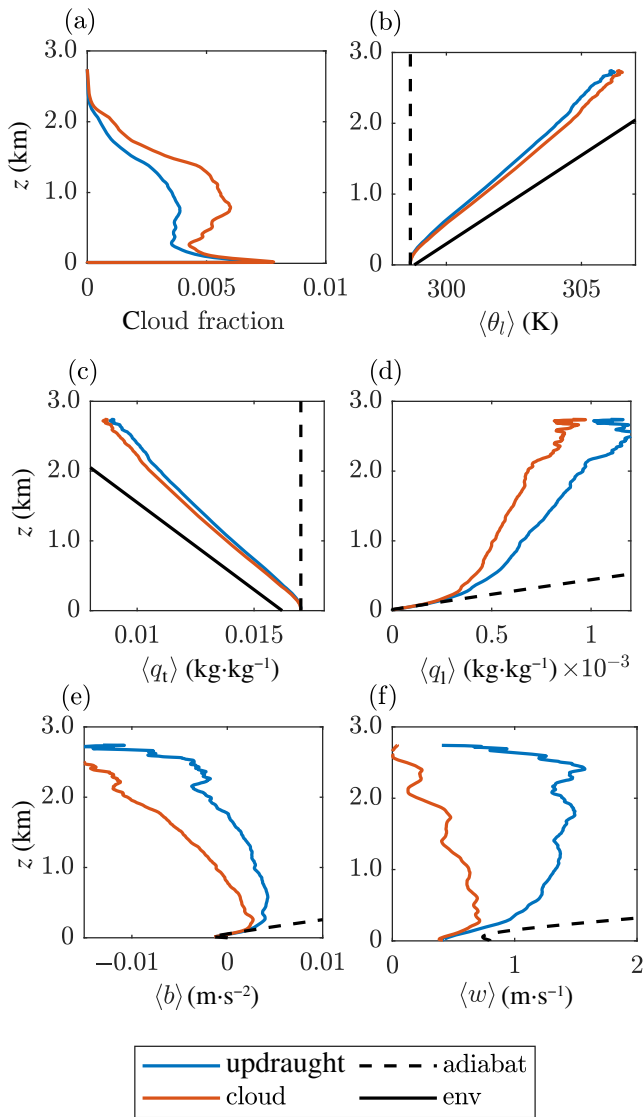 (a) (b)
3.0 3.0
2.0 2.0
z (km)
1.0 1.0
0 0
0 0.005 0.01 300 305
Cloud fraction ⟨θl⟩ (K)
(c) (d)
3.0 3.0
2.0 2.0
z (km)
1.0 1.0
0 0
0.01 0.015 0 0.5 1
⟨qt⟩ (kg·kg⁻¹) ⟨ql⟩ (kg·kg⁻¹) ×10⁻³
(e) (f)
3.0 3.0
2.0 2.0
z (km)
1.0 1.0
0 0
−0.01 0 0.01 0 1 2
⟨b⟩ (m·s⁻²) ⟨w⟩ (m·s⁻¹)
updraught adiabat
cloud env